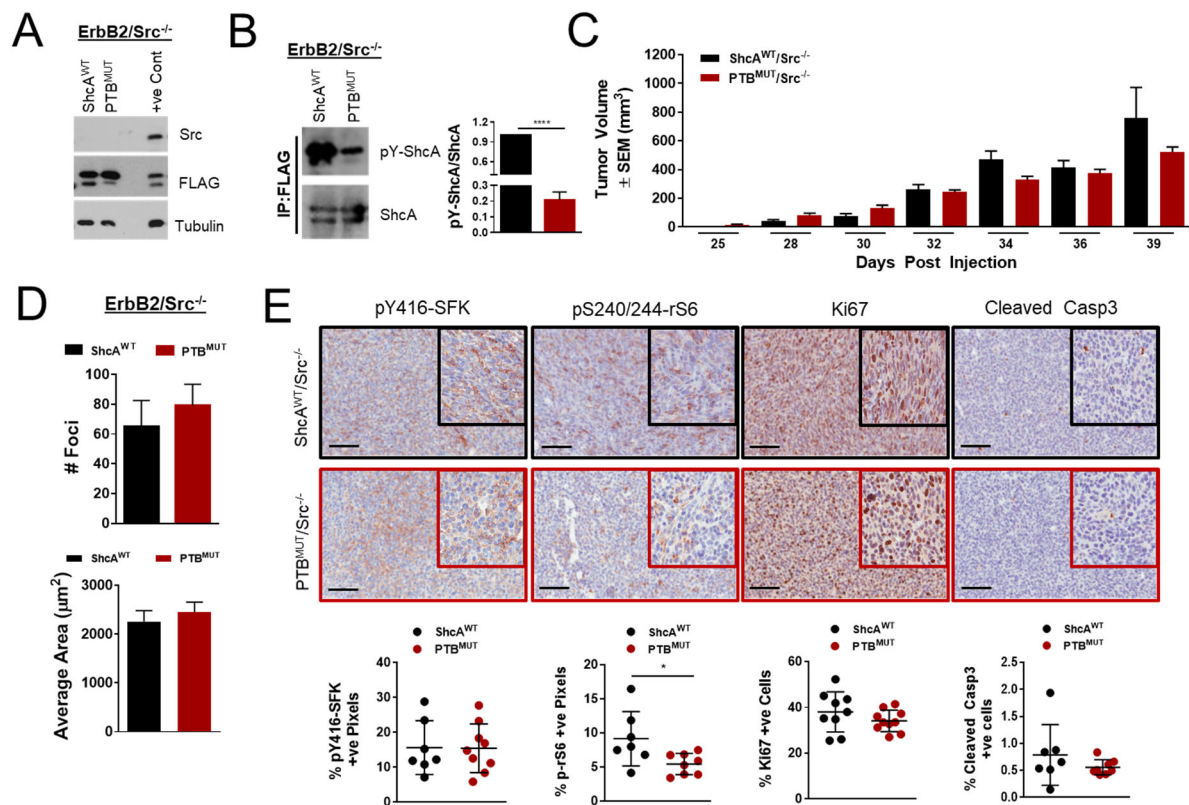 A
ErbB2/Src-/-
ShcAWT
PTBMUT
+ve Cont
Src
FLAG
Tubulin
B
ErbB2/Src-/-
ShcAWT
PTBMUT
IP:FLAG
pY-ShcA
ShcA
pY-ShcA/ShcA
****
1.2
0.9
0.6
0.3
0.2
0.1
0.0
C
ShcAWT/Src-/-
PTBMUT/Src-/-
Tumor Volume
± SEM (mm3)
1200
1000
800
600
400
200
0
25 28 30 32 34 36 39
Days Post Injection
D
ErbB2/Src-/-
ShcAWT PTBMUT
# Foci
100
80
60
40
20
0
ShcAWT PTBMUT
Average Area (µm2)
3000
2000
1000
0
E
pY416-SFK pS240/244-rS6 Ki67 Cleaved Casp3
ShcAWT/Src-/-
PTBMUT/Src-/-
ShcAWT
PTBMUT
% pY416-SFK
+ve Pixels
40
30
20
10
0
ShcAWT
PTBMUT
*
% p-rS6 +ve Pixels
20
15
10
5
0
ShcAWT
PTBMUT
% Ki67 +ve Cells
60
40
20
0
ShcAWT
PTBMUT
% Cleaved Casp3
+ve cells
2.5
2.0
1.5
1.0
0.5
0.0